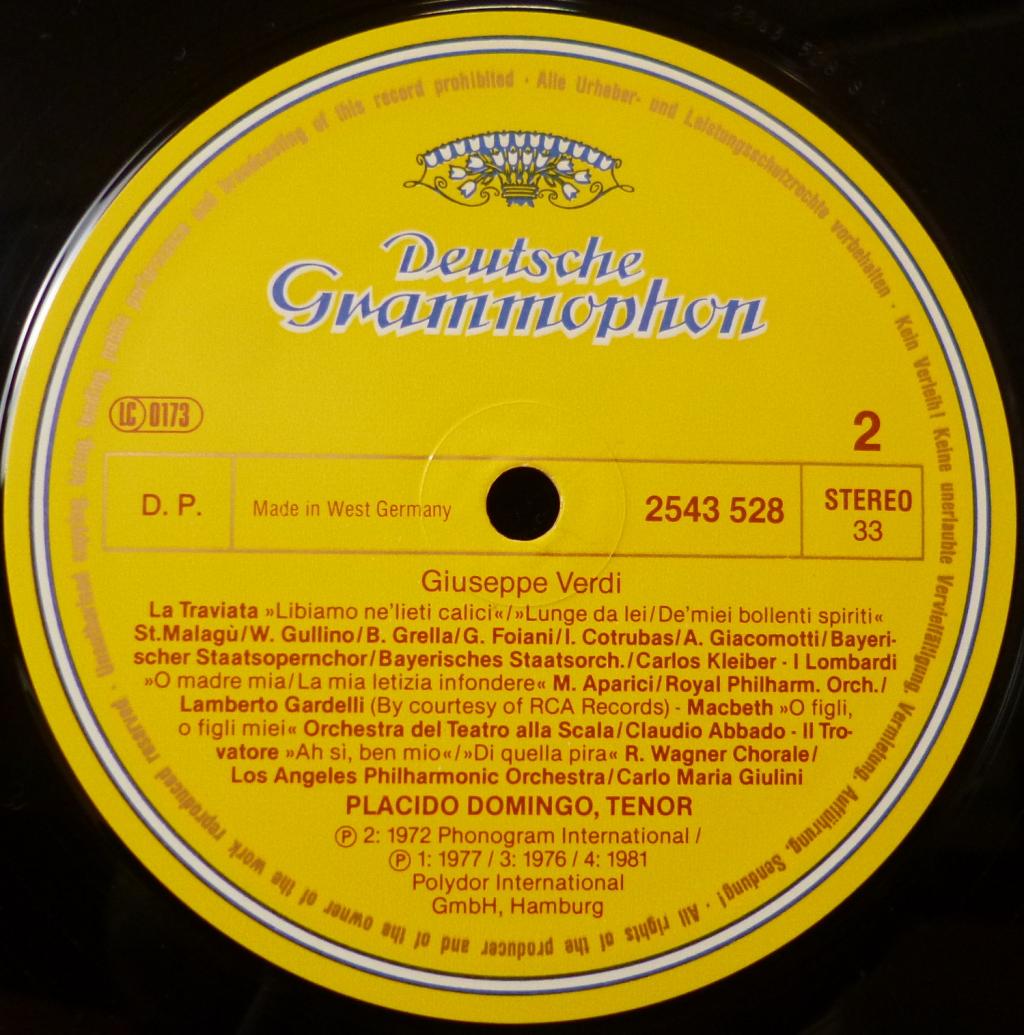 Deutsche
Grammophon
LC 0173
2
D. P.
Made in West Germany
2543 528
STEREO
33
Giuseppe Verdi
La Traviata »Libiamo ne'lieti calici«/»Lunge da lei/De'miei bollenti spiriti«
St.Malagù/W. Gullino/B. Grella/G. Foiani/I. Cotrubas/A. Giacomotti/Bayeri-
scher Staatsopernchor/Bayerisches Staatsorch./Carlos Kleiber - I Lombardi
»O madre mia/La mia letizia infondere« M. Aparici/Royal Philharm. Orch./
Lamberto Gardelli (By courtesy of RCA Records) - Macbeth »O figli,
o figli miei« Orchestra del Teatro alla Scala/Claudio Abbado - Il Tro-
vatore »Ah sì, ben mio«/»Di quella pira« R. Wagner Chorale/
Los Angeles Philharmonic Orchestra/Carlo Maria Giulini
PLACIDO DOMINGO, TENOR
℗ 2: 1972 Phonogram International /
℗ 1: 1977 / 3: 1976 / 4: 1981
Polydor International
GmbH, Hamburg
Alle Urheber- und Leistungsschutzrechte vorbehalten · Kein Verleih! Keine unerlaubte Vervielfältigung, Vermietung, Aufführung, Sendung! · All rights of the producer and of the owner of the work reproduced reserved · Unauthorized copying, hiring, lending, public performance and broadcasting of this record prohibited ·